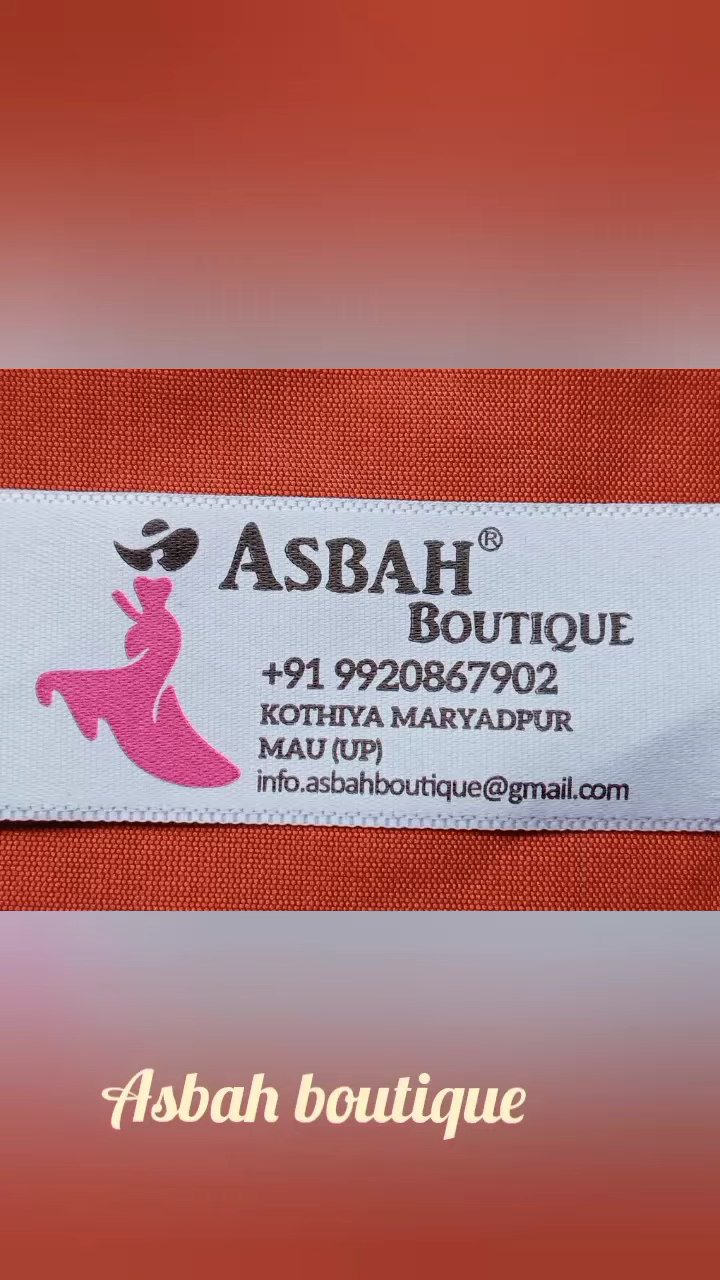 ASBAH®
BOUTIQUE
+91 9920867902
KOTHIYA MARYADPUR
MAU (UP)
info.asbahboutique@gmail.com
Asbah boutique